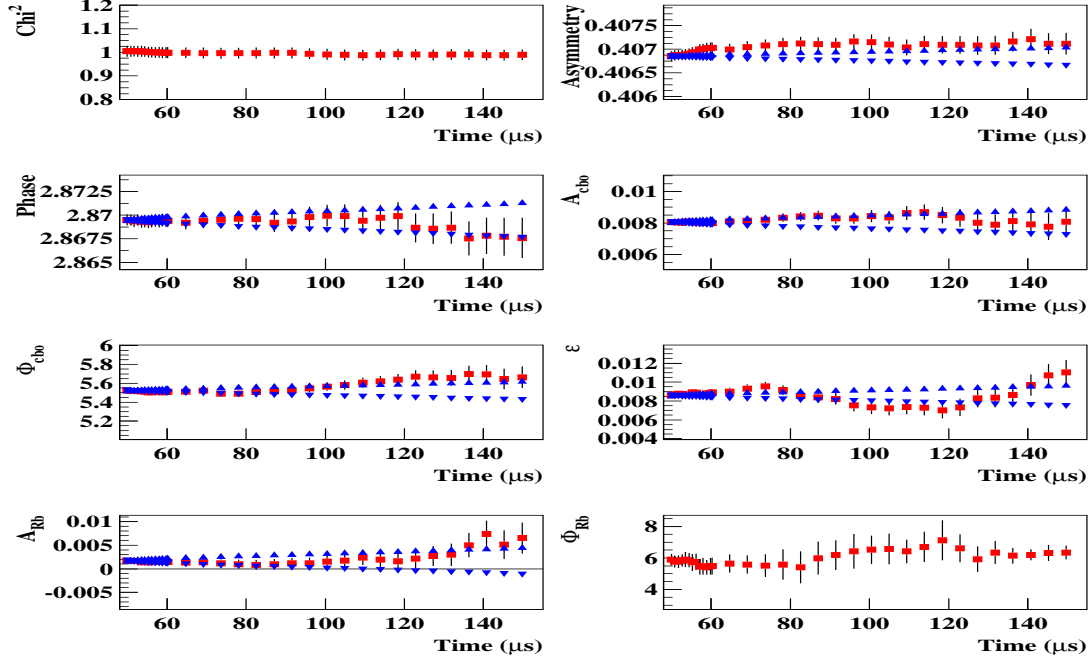 Chi²
1.2
1.1
1
0.9
0.8
60 80 100 120 140
Time (μs)
Asymmetry
0.4075
0.407
0.4065
0.406
60 80 100 120 140
Time (μs)
Phase
2.8725
2.87
2.8675
2.865
60 80 100 120 140
Time (μs)
A_cbo
0.01
0.008
0.006
60 80 100 120 140
Time (μs)
Φ_cbo
6
5.8
5.6
5.4
5.2
60 80 100 120 140
Time (μs)
ε
0.012
0.01
0.008
0.006
0.004
60 80 100 120 140
Time (μs)
A_Rb
0.01
0.005
0
-0.005
60 80 100 120 140
Time (μs)
Φ_Rb
8
6
4
60 80 100 120 140
Time (μs)